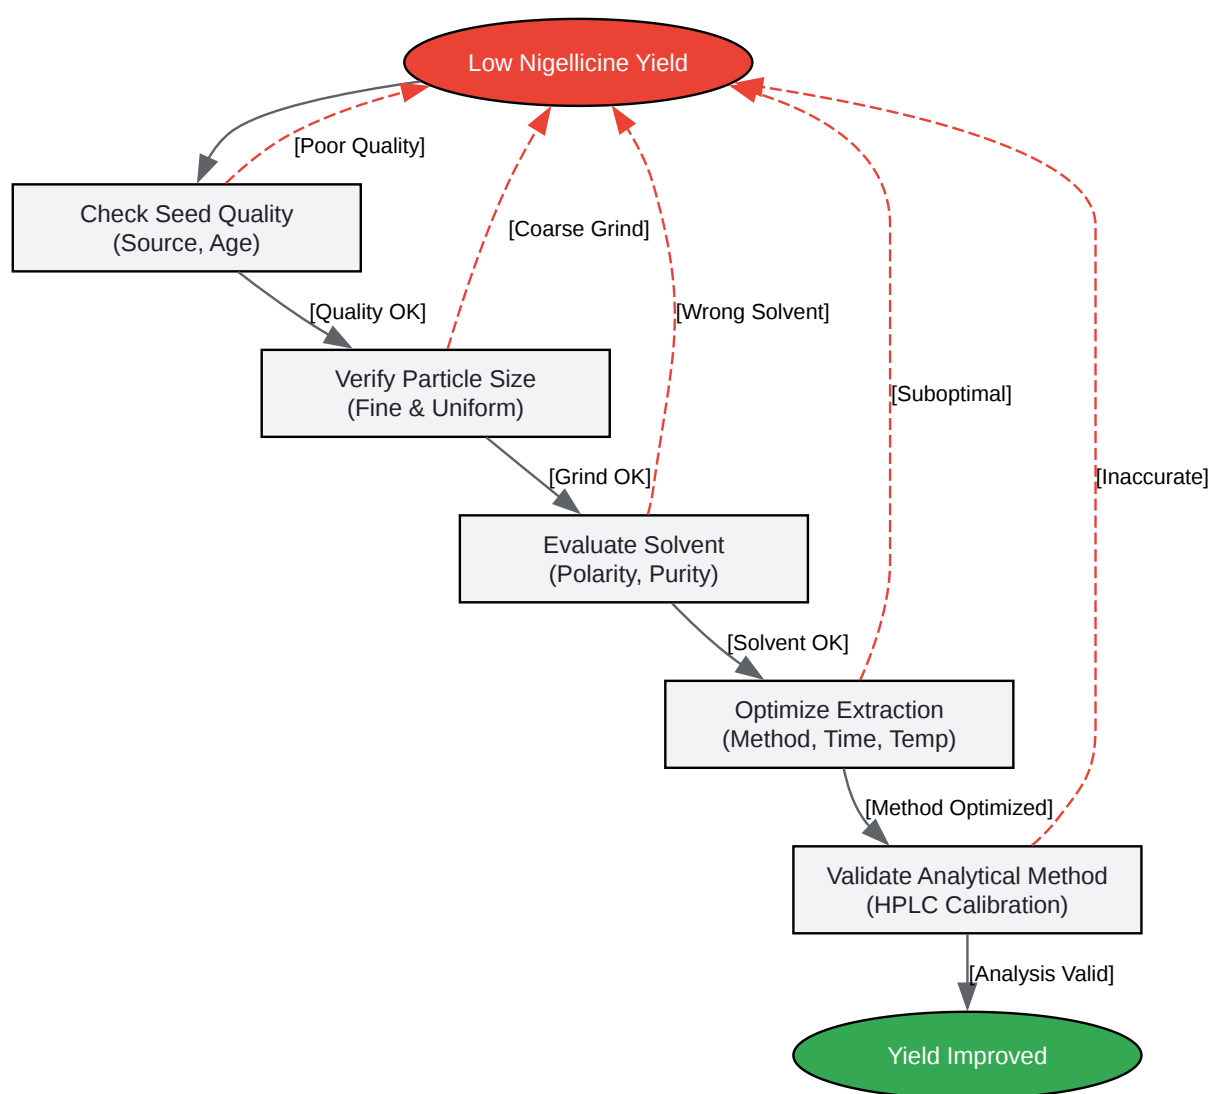 Low Nigellicine Yield
[Poor Quality]
Check Seed Quality
(Source, Age)
[Coarse Grind]
[Quality OK]
[Wrong Solvent]
Verify Particle Size
(Fine & Uniform)
[Suboptimal]
[Grind OK]
[Inaccurate]
Evaluate Solvent
(Polarity, Purity)
[Solvent OK]
Optimize Extraction
(Method, Time, Temp)
[Method Optimized]
Validate Analytical Method
(HPLC Calibration)
[Analysis Valid]
Yield Improved